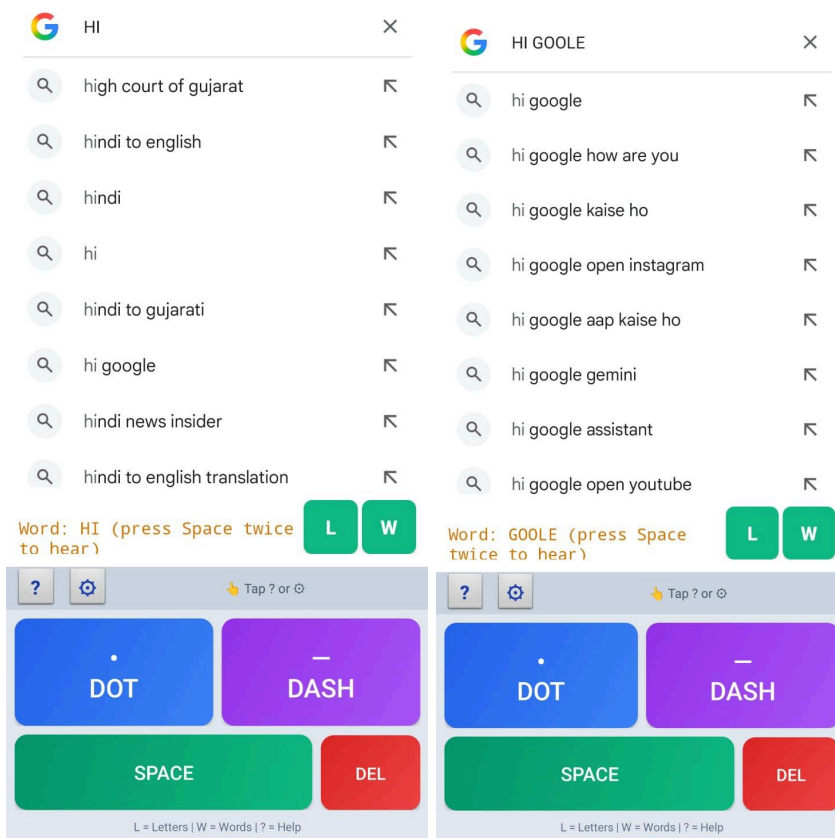 HI
high court of gujarat
hindi to english
hindi
hi
hindi to gujarati
hi google
hindi news insider
hindi to english translation
Word: HI (press Space twice
to hear)
L
W
?
Tap ? or ⚙
DOT
DASH
SPACE
DEL
L = Letters | W = Words | ? = Help
HI GOOLE
hi google
hi google how are you
hi google kaise ho
hi google open instagram
hi google aap kaise ho
hi google gemini
hi google assistant
hi google open youtube
Word: GOOLE (press Space
twice to hear)
L
W
?
Tap ? or ⚙
DOT
DASH
SPACE
DEL
L = Letters | W = Words | ? = Help